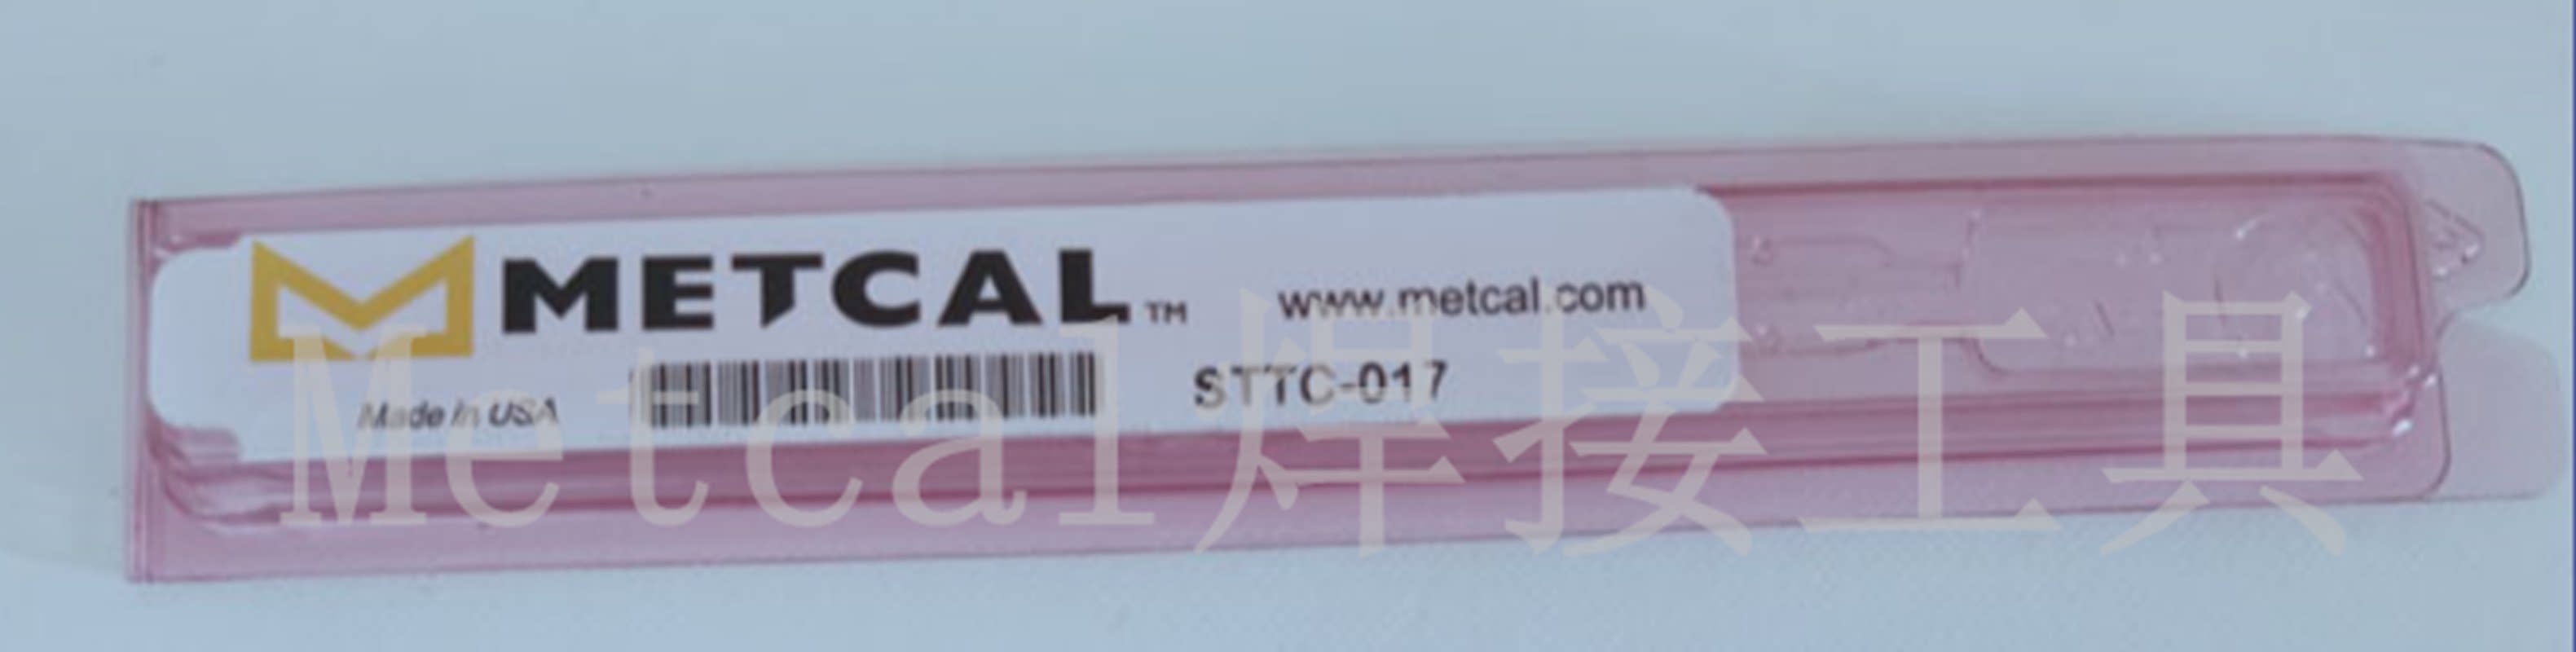 METCAL™
www.metcal.com
Made in USA
STTC-017
Metcal焊接工具